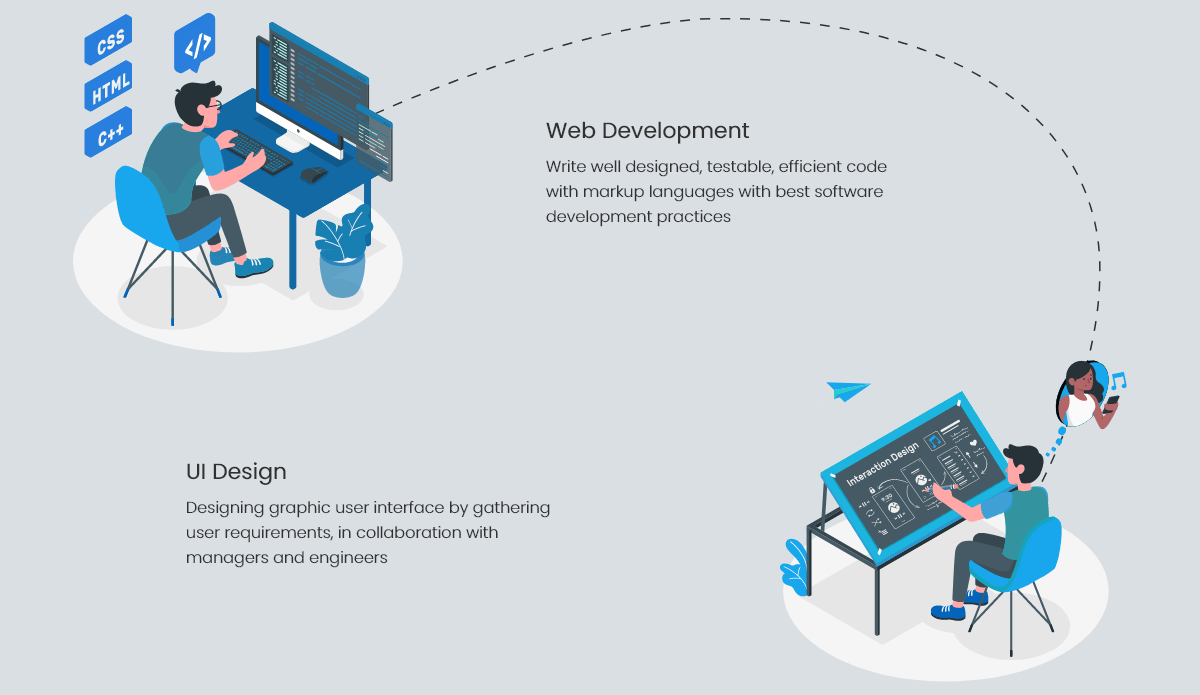 CSS
</>
HTML
C++
Web Development
Write well designed, testable, efficient code
with markup languages with best software
development practices
UI Design
Designing graphic user interface by gathering
user requirements, in collaboration with
managers and engineers
Interaction Design